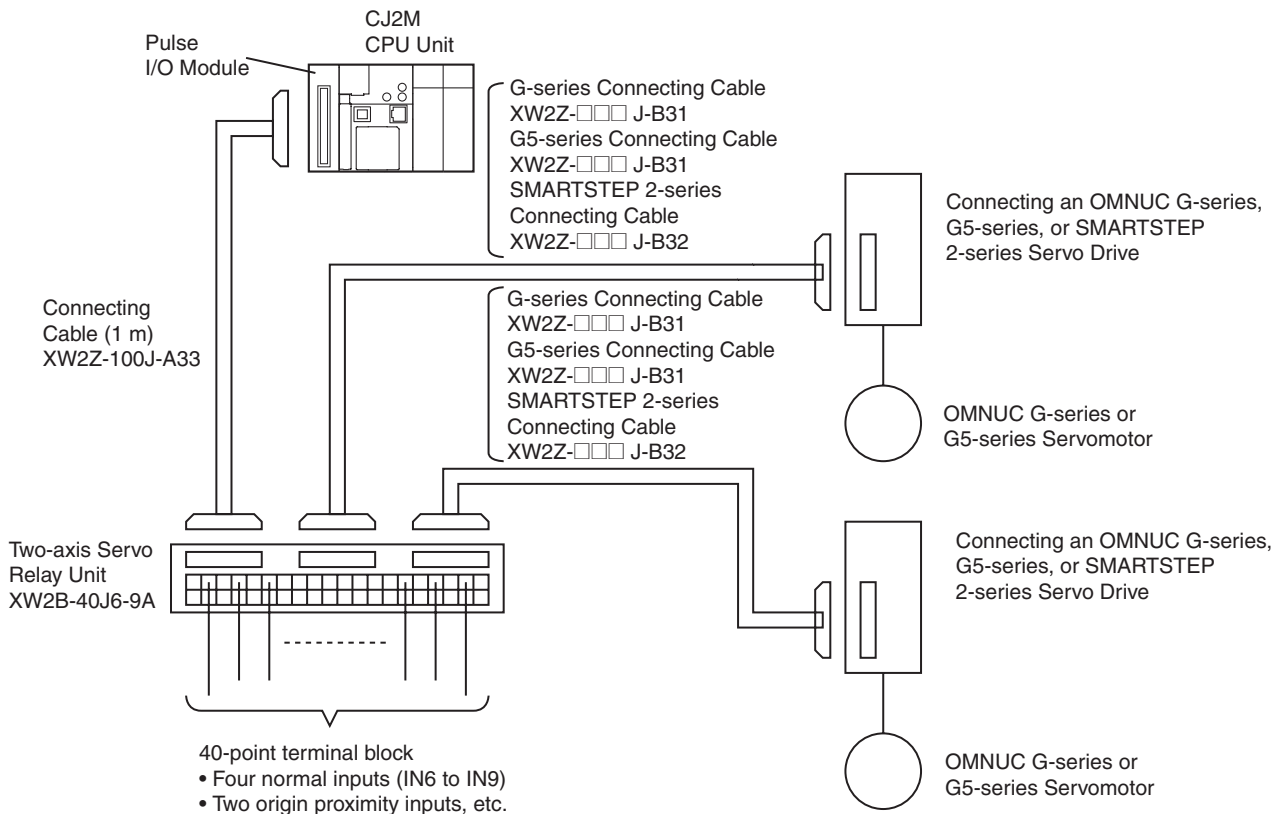 CJ2M
CPU Unit
Pulse
I/O Module
G-series Connecting Cable
XW2Z-□□□ J-B31
G5-series Connecting Cable
XW2Z-□□□ J-B31
SMARTSTEP 2-series
Connecting Cable
XW2Z-□□□ J-B32
Connecting an OMNUC G-series,
G5-series, or SMARTSTEP
2-series Servo Drive
Connecting
Cable (1 m)
XW2Z-100J-A33
G-series Connecting Cable
XW2Z-□□□ J-B31
G5-series Connecting Cable
XW2Z-□□□ J-B31
SMARTSTEP 2-series
Connecting Cable
XW2Z-□□□ J-B32
OMNUC G-series or
G5-series Servomotor
Two-axis Servo
Relay Unit
XW2B-40J6-9A
Connecting an OMNUC G-series,
G5-series, or SMARTSTEP
2-series Servo Drive
40-point terminal block
• Four normal inputs (IN6 to IN9)
• Two origin proximity inputs, etc.
OMNUC G-series or
G5-series Servomotor